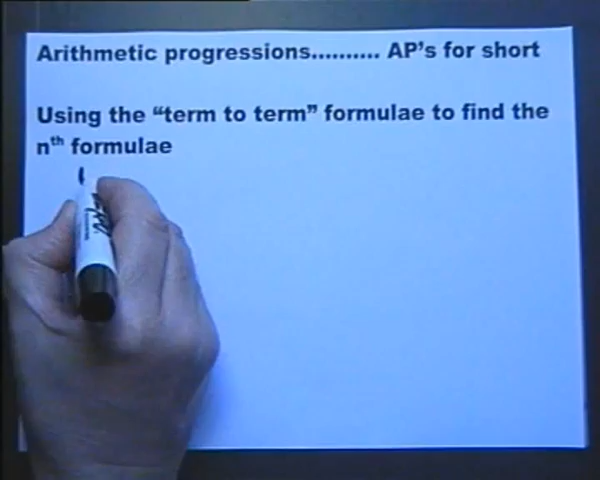 Arithmetic progressions.......... AP's for short
Using the “term to term” formulae to find the
nth formulae